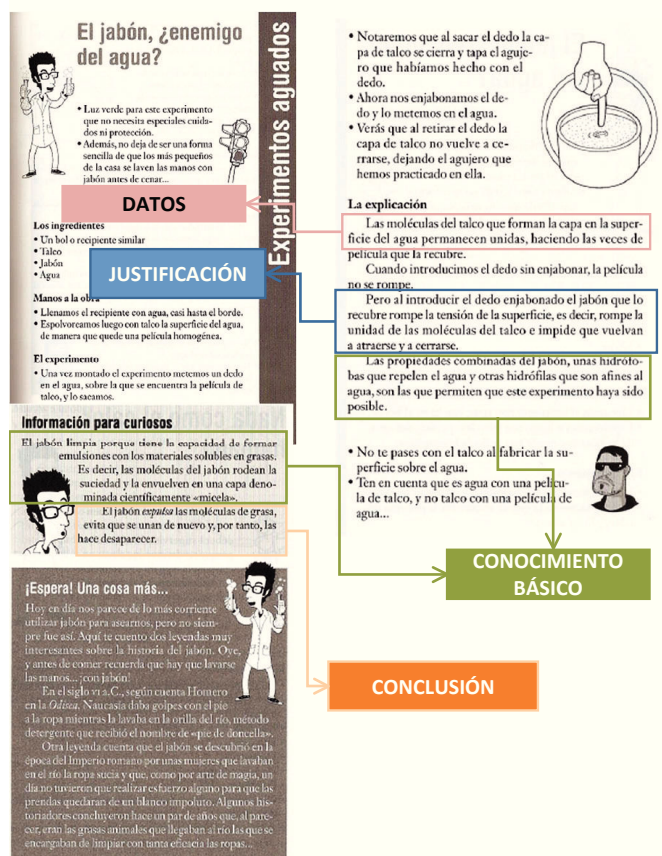 El jabón, ¿enemigo
del agua?
• Luz verde para este experimento
que no necesita especiales cuida-
dos ni protección.
• Además, no deja de ser una forma
sencilla de que los más pequeños
de la casa se laven las manos con
jabón antes de cenar...
Experimentos aguados
DATOS
Los ingredientes
• Un bol o recipiente similar
• Talco
• Jabón
• Agua
JUSTIFICACIÓN
Manos a la obra
• Llenamos el recipiente con agua, casi hasta el borde.
• Espolvoreamos luego con talco la superficie del agua,
de manera que quede una película homogénea.
El experimento
• Una vez montado el experimento metemos un dedo
en el agua, sobre la que se encuentra la película de
talco, y lo sacamos.
• Notaremos que al sacar el dedo la ca-
pa de talco se cierra y tapa el aguje-
ro que habíamos hecho con el
dedo.
• Ahora nos enjabonamos el de-
do y lo metemos en el agua.
• Verás que al retirar el dedo la
capa de talco no vuelve a ce-
rrarse, dejando el agujero que
hemos practicado en ella.
La explicación
Las moléculas del talco que forman la capa en la super-
ficie del agua permanecen unidas, haciendo las veces de
película que la recubre.
Cuando introducimos el dedo sin enjabonar, la película
no se rompe.
Pero al introducir el dedo enjabonado el jabón que lo
recubre rompe la tensión de la superficie, es decir, rompe la
unidad de las moléculas del talco e impide que vuelvan
a atraerse y a cerrarse.
Las propiedades combinadas del jabón, unas hidrófo-
bas que repelen el agua y otras hidrófilas que son afines al
agua, son las que permiten que este experimento haya sido
posible.
• No te pases con el talco al fabricar la su-
perficie sobre el agua.
• Ten en cuenta que es agua con una pelícu-
la de talco, y no talco con una película de
agua...
Información para curiosos
El jabón limpia porque tiene la capacidad de formar
emulsiones con los materiales solubles en grasas.
Es decir, las moléculas del jabón rodean la
suciedad y la envuelven en una capa deno-
minada científicamente «micela».
El jabón expulsa las moléculas de grasa,
evita que se unan de nuevo y, por tanto, las
hace desaparecer.
CONOCIMIENTO
BÁSICO
CONCLUSIÓN
¡Espera! Una cosa más...
Hoy en día nos parece de lo más corriente
utilizar jabón para asearnos, pero no siem-
pre fue así. Aquí te cuento dos leyendas muy
interesantes sobre la historia del jabón. Oye,
y antes de comer recuerda que hay que lavarse
las manos... ¡con jabón!
En el siglo VI a.C., según cuenta Homero
en la Odisea, Naucasía daba golpes con el pie
a la ropa mientras la lavaba en la orilla del río, método
detergente que recibió el nombre de «pie de doncella».
Otra leyenda cuenta que el jabón se descubrió en la
época del Imperio romano por unas mujeres que lavaban
en el río la ropa sucia y que, como por arte de magia, un
día no tuvieron que realizar esfuerzo alguno para que las
prendas quedaran de un blanco impoluto. Algunos his-
toriadores concluyeron hace un par de años que, al pare-
cer, eran las grasas animales que llegaban al río las que se
encargaban de limpiar con tanta eficacia las ropas...